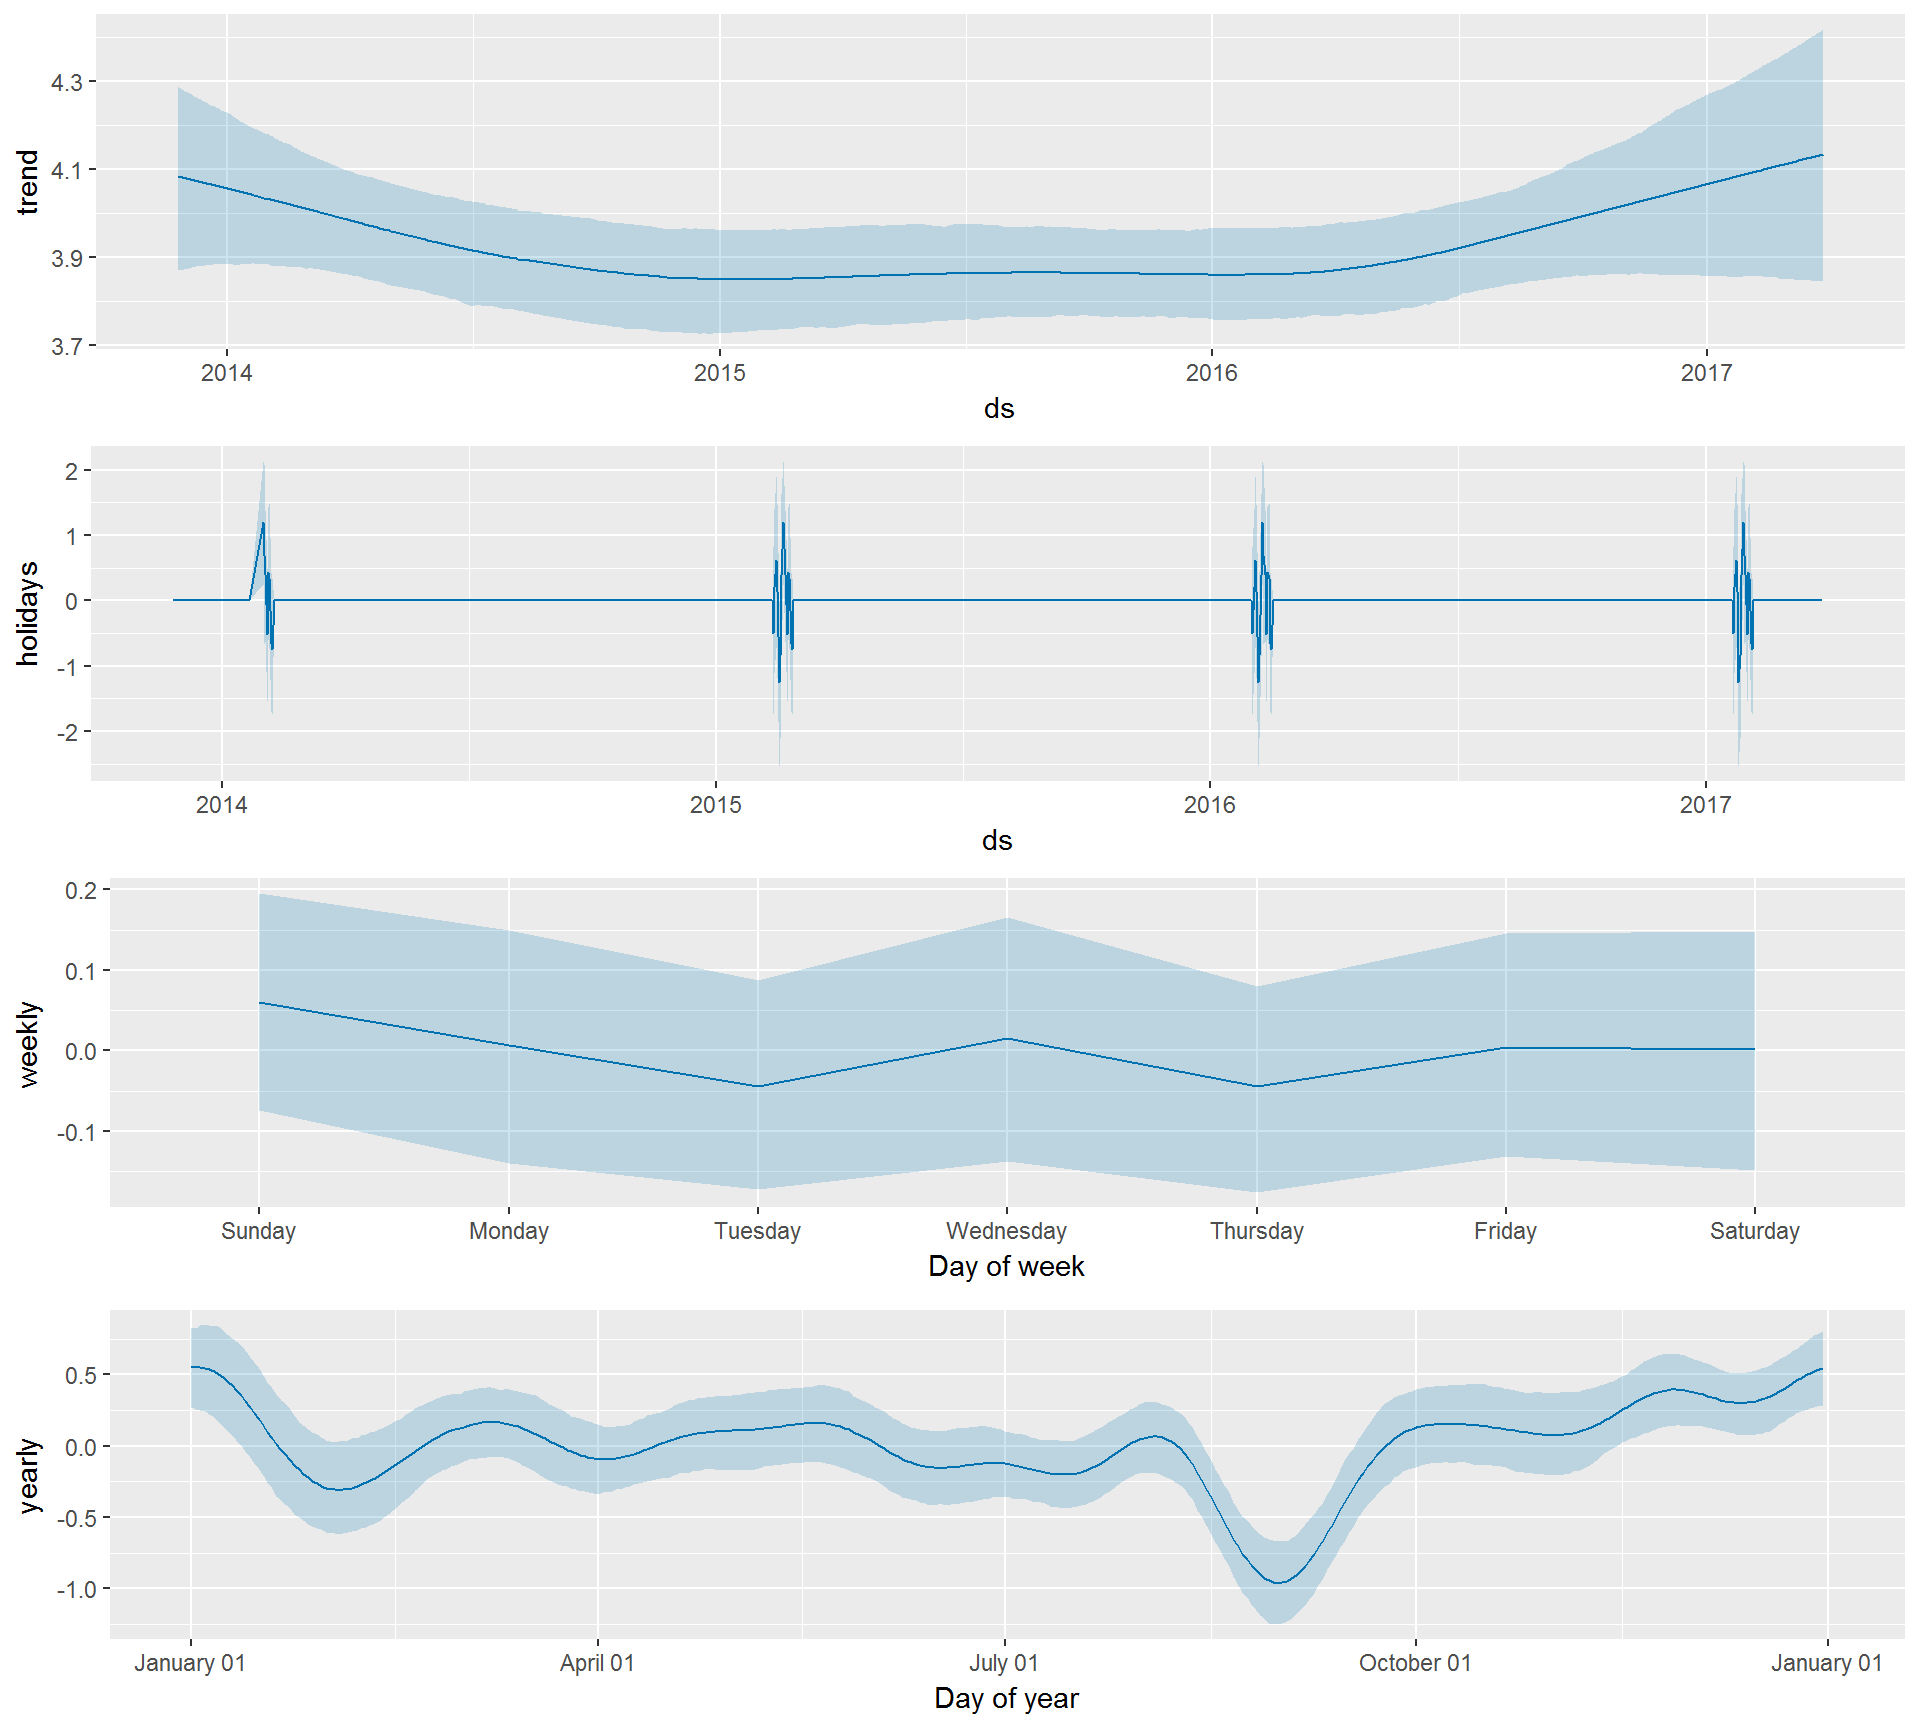 trend
4.3
4.1
3.9
3.7
2014 2015 2016 2017
ds
holidays
2
1
0
-1
-2
2014 2015 2016 2017
ds
weekly
0.2
0.1
0.0
-0.1
Sunday Monday Tuesday Wednesday Thursday Friday Saturday
Day of week
yearly
0.5
0.0
-0.5
-1.0
January 01 April 01 July 01 October 01 January 01
Day of year